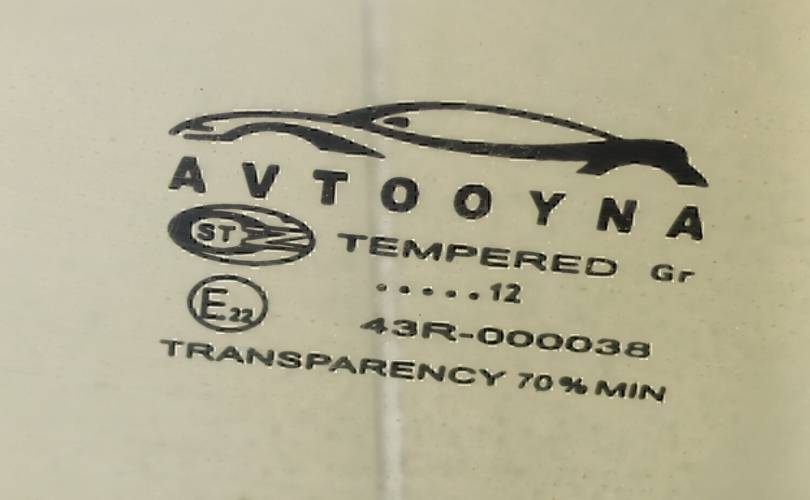 AVTOOYNA
ST TEMPERED Gr
.....12
E22 43R-000038
TRANSPARENCY 70% MIN